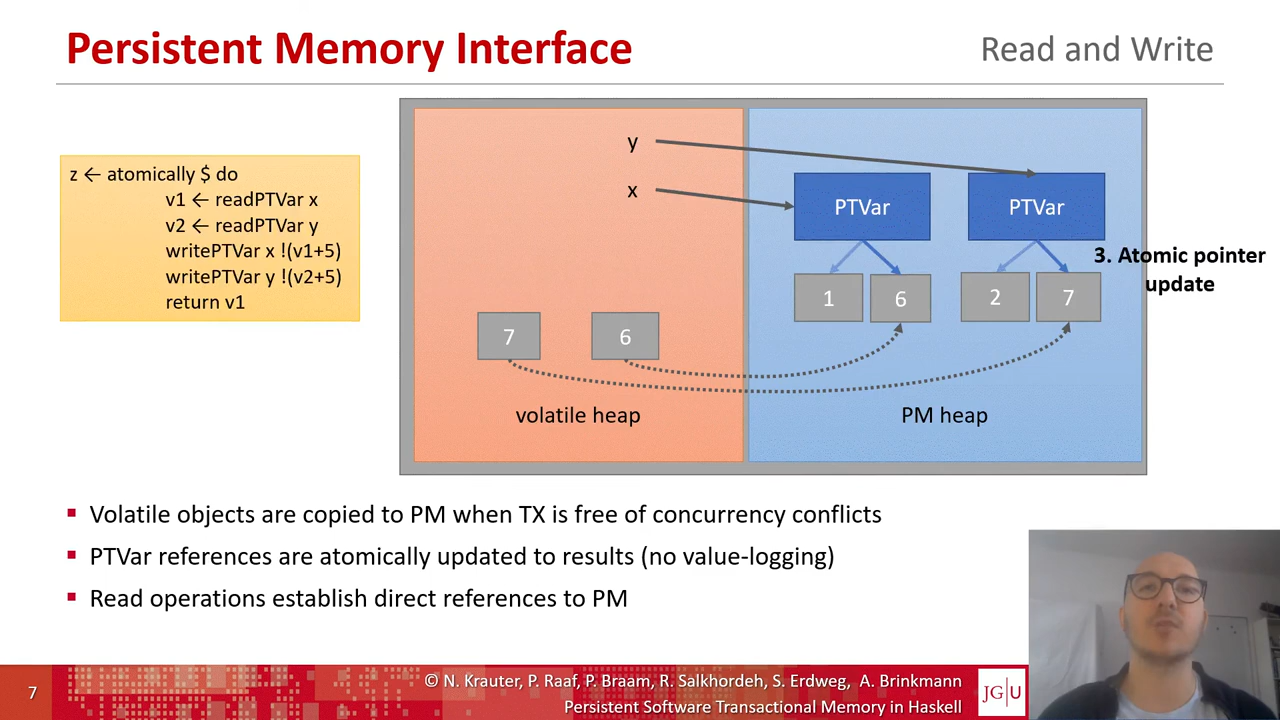 Persistent Memory Interface
Read and Write
z ← atomically $ do
v1 ← readPTVar x
v2 ← readPTVar y
writePTVar x !(v1+5)
writePTVar y !(v2+5)
return v1
y
x
PTVar
PTVar
3. Atomic pointer
update
1
6
2
7
7
6
volatile heap
PM heap
▪ Volatile objects are copied to PM when TX is free of concurrency conflicts
▪ PTVar references are atomically updated to results (no value-logging)
▪ Read operations establish direct references to PM
7
© N. Krauter, P. Raaf, P. Braam, R. Salkhordeh, S. Erdweg, A. Brinkmann
Persistent Software Transactional Memory in Haskell
JG|U